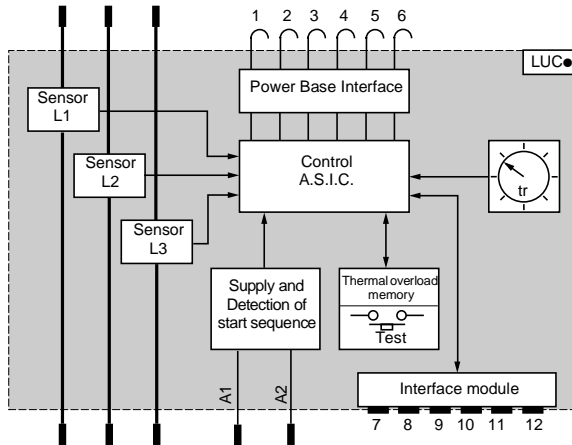 1 2 3 4 5 6
LUC●
Power Base Interface
Sensor
L1
Sensor
L2
Sensor
L3
Control
A.S.I.C.
tr
Supply and
Detection of
start sequence
Thermal overload
memory
Test
A1
A2
Interface module
7 8 9 10 11 12